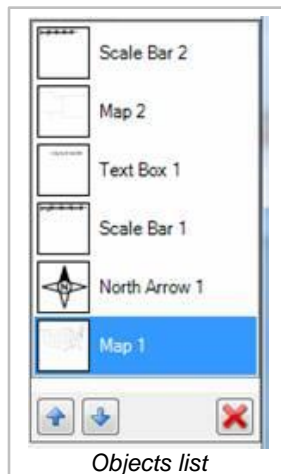 Scale Bar 2
Map 2
Text Box 1
Scale Bar 1
N
North Arrow 1
Map 1
Objects list